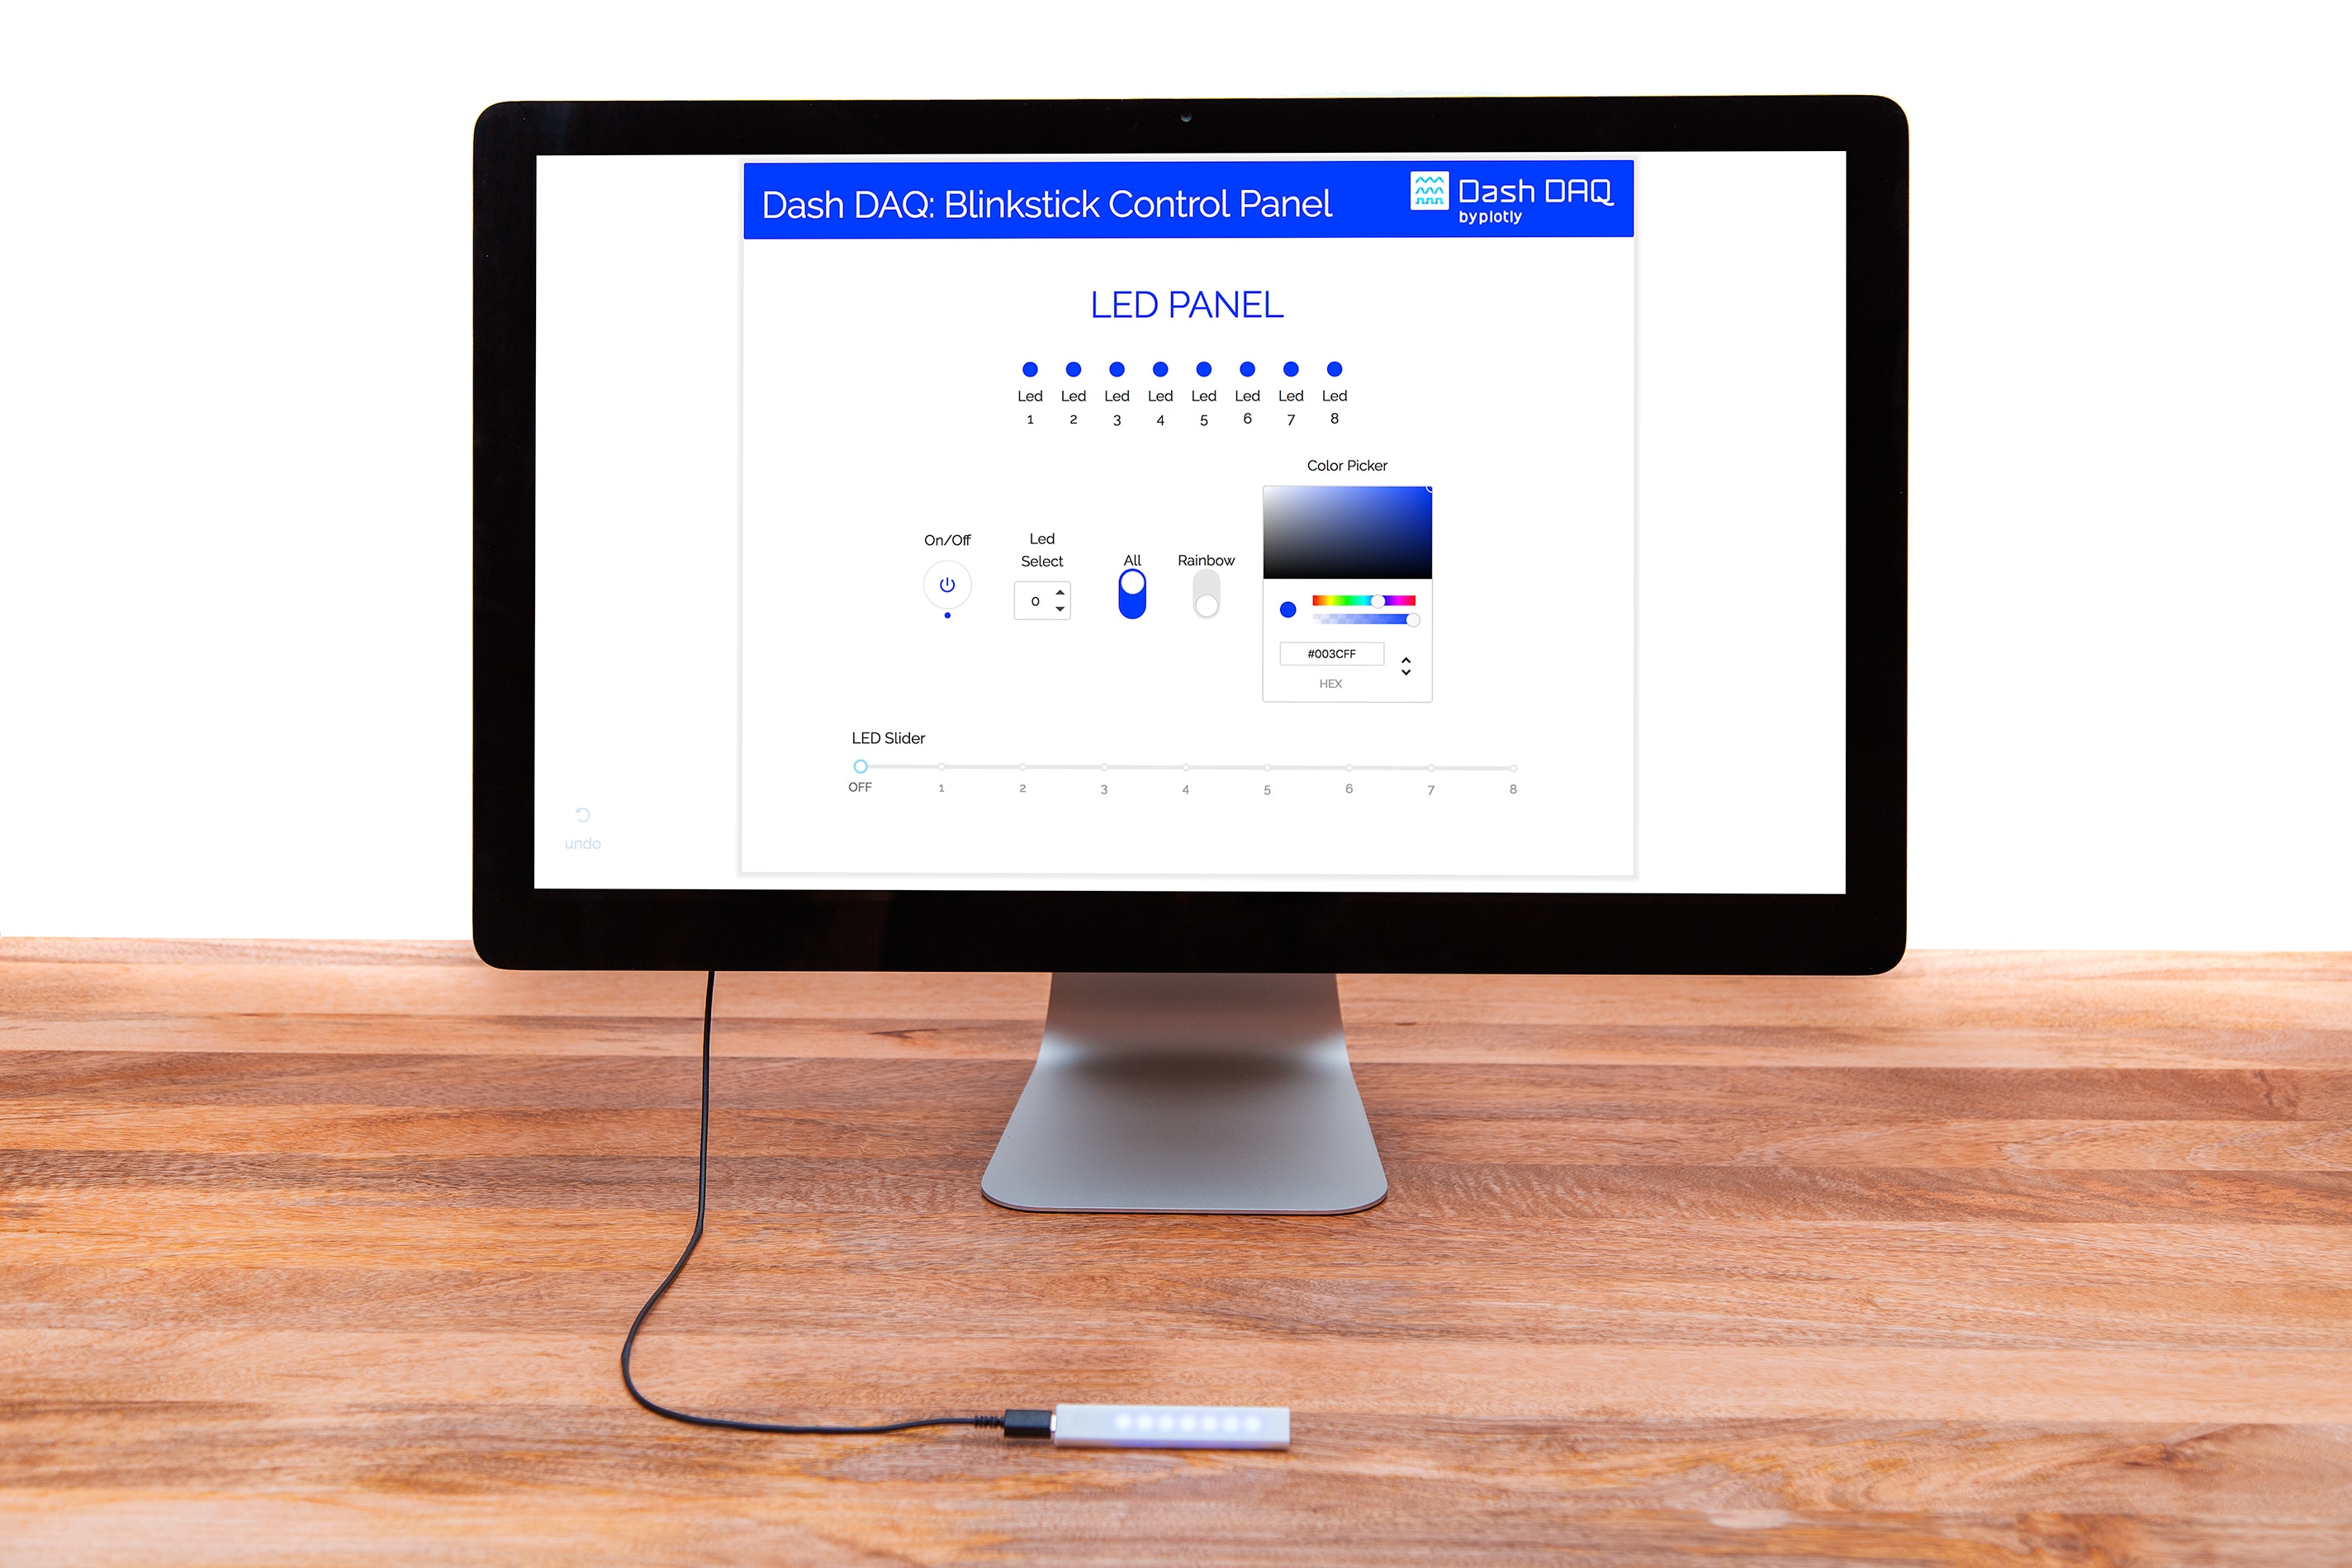 Dash DAQ: Blinkstick Control Panel
Dash DAQ
by plotly
LED PANEL
Led Led Led Led Led Led Led Led
1 2 3 4 5 6 7 8
Color Picker
On/Off
Led
Select
All
Rainbow
0
#003CFF
HEX
LED Slider
OFF 1 2 3 4 5 6 7 8
undo